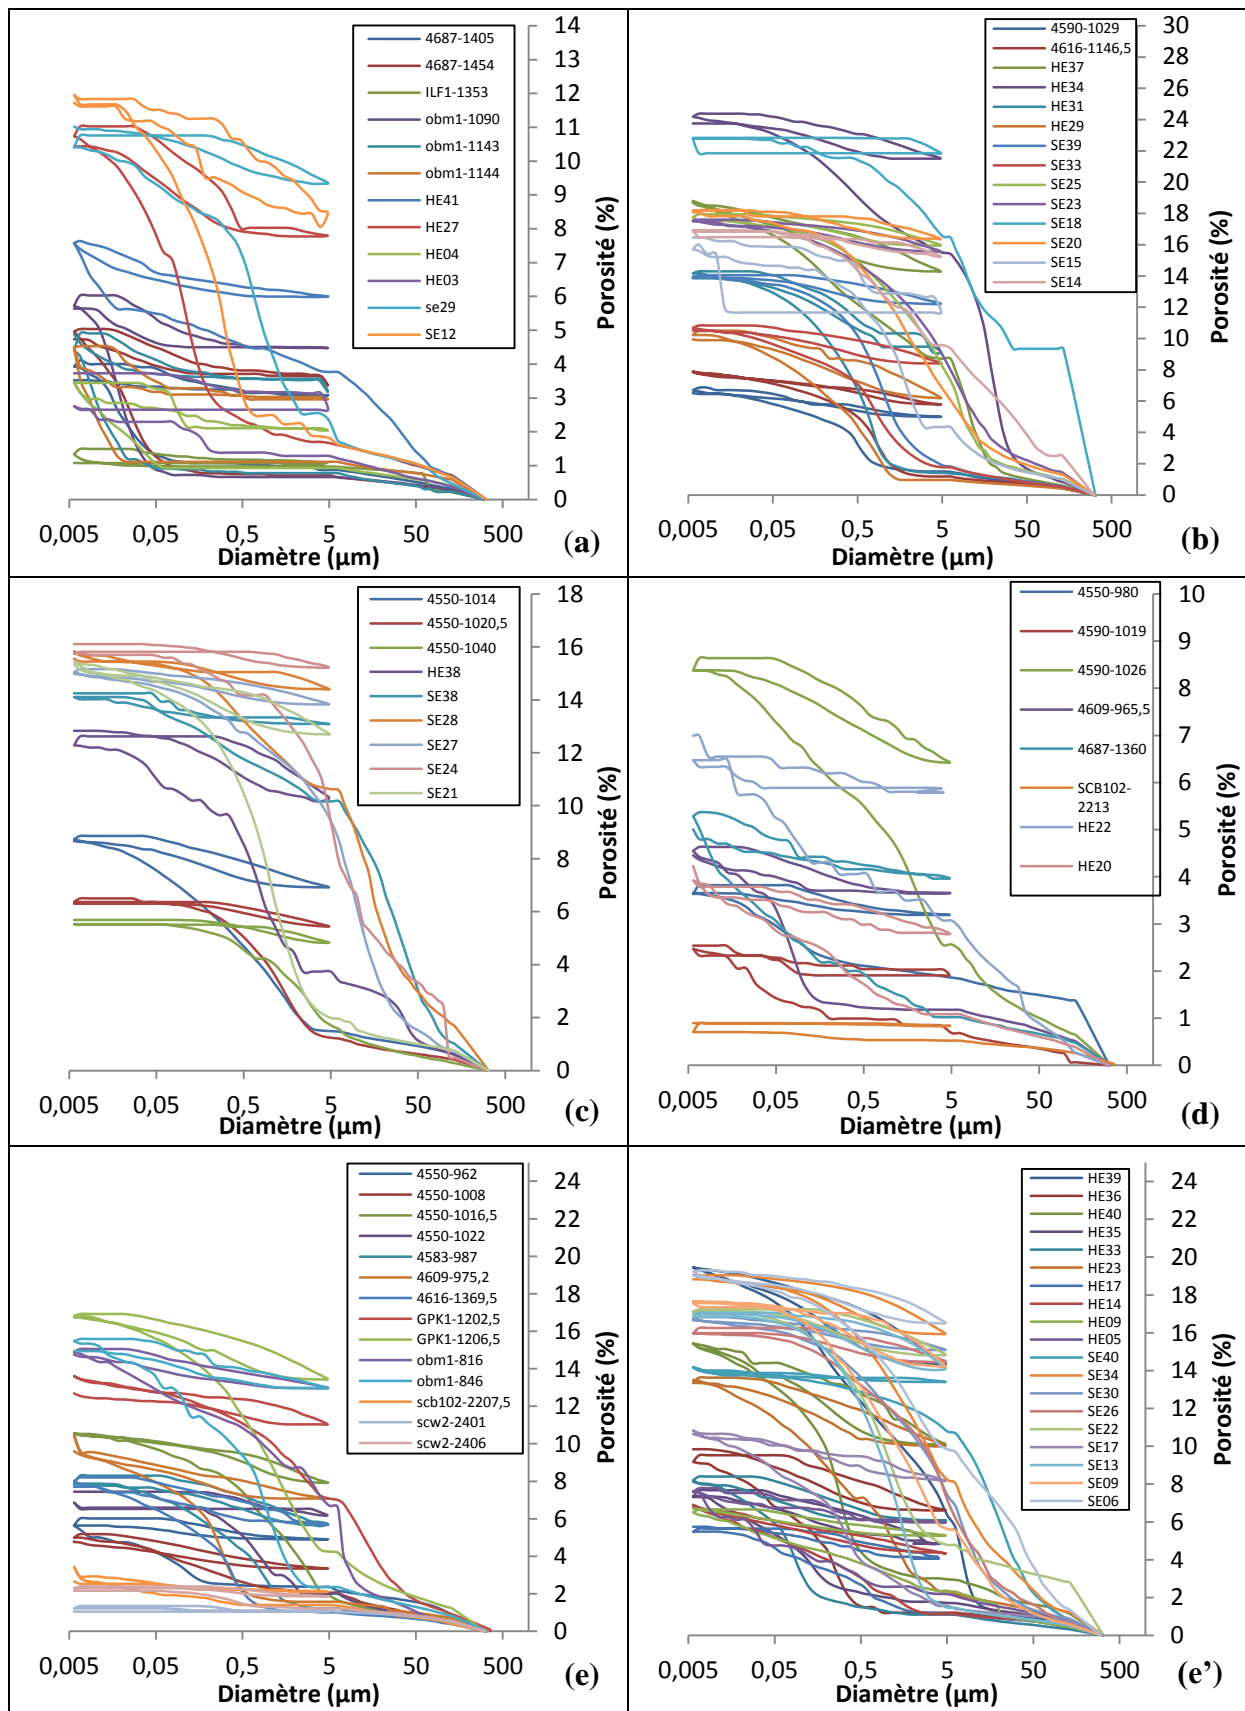 14
13
12
11
10
9
8
7
6
5
4
3
2
1
0
Porosité (%)
4687-1405
4687-1454
ILF1-1353
obm1-1090
obm1-1143
obm1-1144
HE41
HE27
HE04
HE03
se29
SE12
0,005
0,05
0,5
5
50
500
Diamètre (µm)
(a)
30
28
26
24
22
20
18
16
14
12
10
8
6
4
2
0
Porosité (%)
4590-1029
4616-1146,5
HE37
HE34
HE31
HE29
SE39
SE33
SE25
SE23
SE18
SE20
SE15
SE14
0,005
0,05
0,5
5
50
500
Diamètre (µm)
(b)
18
16
14
12
10
8
6
4
2
0
Porosité (%)
4550-1014
4550-1020,5
4550-1040
HE38
SE38
SE28
SE27
SE24
SE21
0,005
0,05
0,5
5
50
500
Diamètre (µm)
(c)
10
9
8
7
6
5
4
3
2
1
0
Porosité (%)
4550-980
4590-1019
4590-1026
4609-965,5
4687-1360
SCB102-
2213
HE22
HE20
0,005
0,05
0,5
5
50
500
Diamètre (µm)
(d)
24
22
20
18
16
14
12
10
8
6
4
2
0
Porosité (%)
4550-962
4550-1008
4550-1016,5
4550-1022
4583-987
4609-975,2
4616-1369,5
GPK1-1202,5
GPK1-1206,5
obm1-816
obm1-846
scb102-2207,5
scw2-2401
scw2-2406
0,005
0,05
0,5
5
50
500
Diamètre (µm)
(e)
24
22
20
18
16
14
12
10
8
6
4
2
0
Porosité (%)
HE39
HE36
HE40
HE35
HE33
HE23
HE17
HE14
HE09
HE05
SE40
SE34
SE30
SE26
SE22
SE17
SE13
SE09
SE06
0,005
0,05
0,5
5
50
500
Diamètre (µm)
(e’)